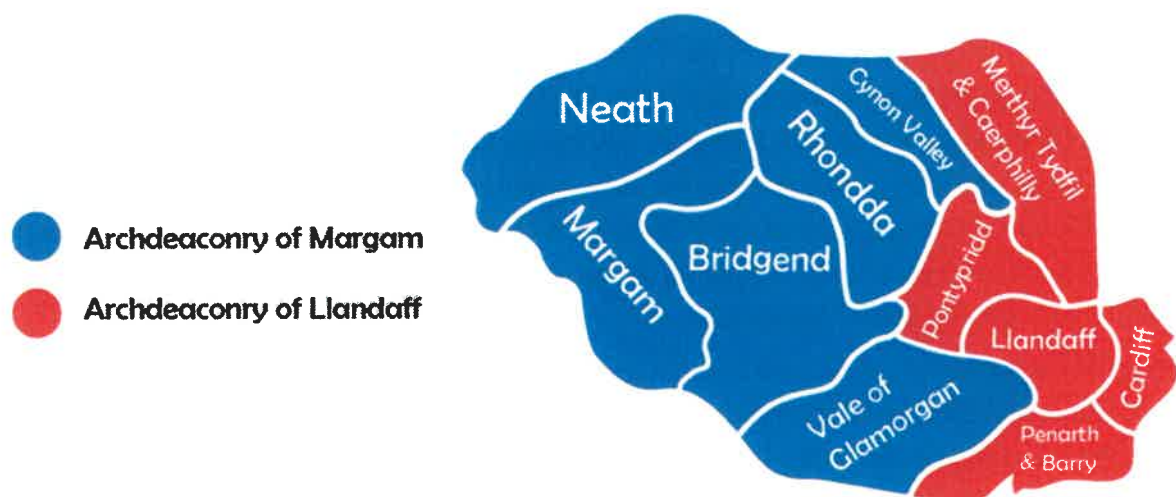 Archdeaconry of Margam
Archdeaconry of Llandaff
Neath
Cynon Valley
Merthyr Tydfil
& Caerphilly
Rhondda
Margam
Bridgend
Pontypridd
Llandaff
Cardiff
Vale of
Glamorgan
Penarth
& Barry